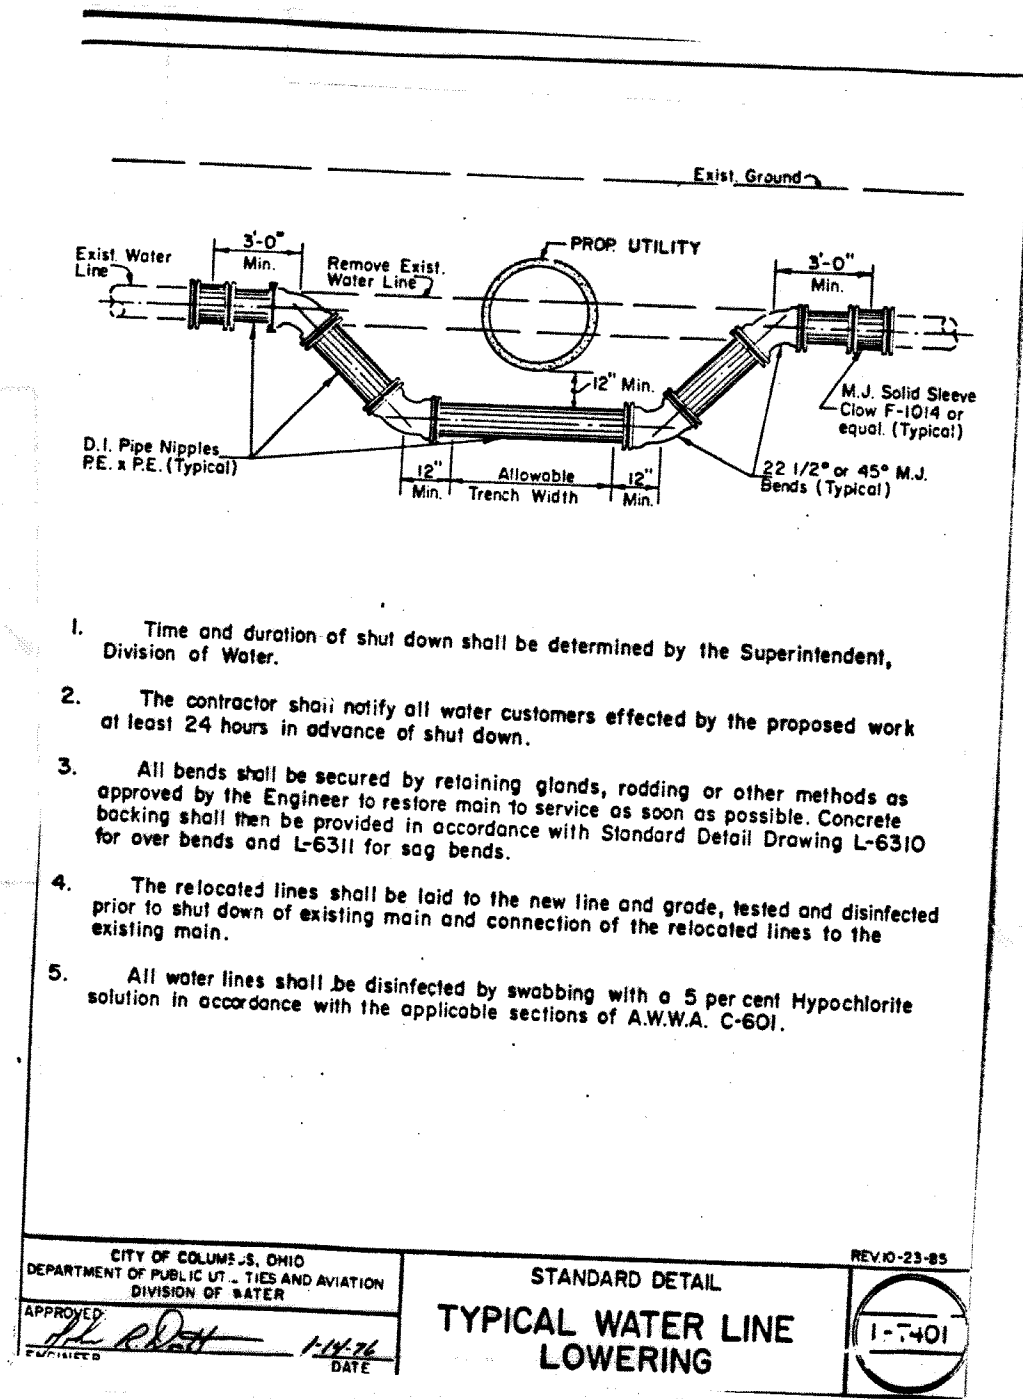 Exist. Ground
PROP. UTILITY
3'-0"
Min.
Exist. Water
Line
Remove Exist.
Water Line
3'-0"
Min.
12" Min.
M.J. Solid Sleeve
Clow F-1014 or
equal. (Typical)
D.I. Pipe Nipples
P.E. x P.E. (Typical)
12"
Min.
Allowable
Trench Width
12"
Min.
22 1/2° or 45° M.J.
Bends (Typical)
1. Time and duration of shut down shall be determined by the Superintendent,
Division of Water.
2. The contractor shall notify all water customers effected by the proposed work
at least 24 hours in advance of shut down.
3. All bends shall be secured by retaining glands, rodding or other methods as
approved by the Engineer to restore main to service as soon as possible. Concrete
backing shall then be provided in accordance with Standard Detail Drawing L-6310
for over bends and L-6311 for sag bends.
4. The relocated lines shall be laid to the new line and grade, tested and disinfected
prior to shut down of existing main and connection of the relocated lines to the
existing main.
5. All water lines shall be disinfected by swabbing with a 5 per cent Hypochlorite
solution in accordance with the applicable sections of A.W.W.A. C-601.
CITY OF COLUMBUS, OHIO
DEPARTMENT OF PUBLIC UTILITIES AND AVIATION
DIVISION OF WATER
APPROVED:
1-14-76
ENGINEER
DATE
STANDARD DETAIL
TYPICAL WATER LINE
LOWERING
REV. 10-23-85